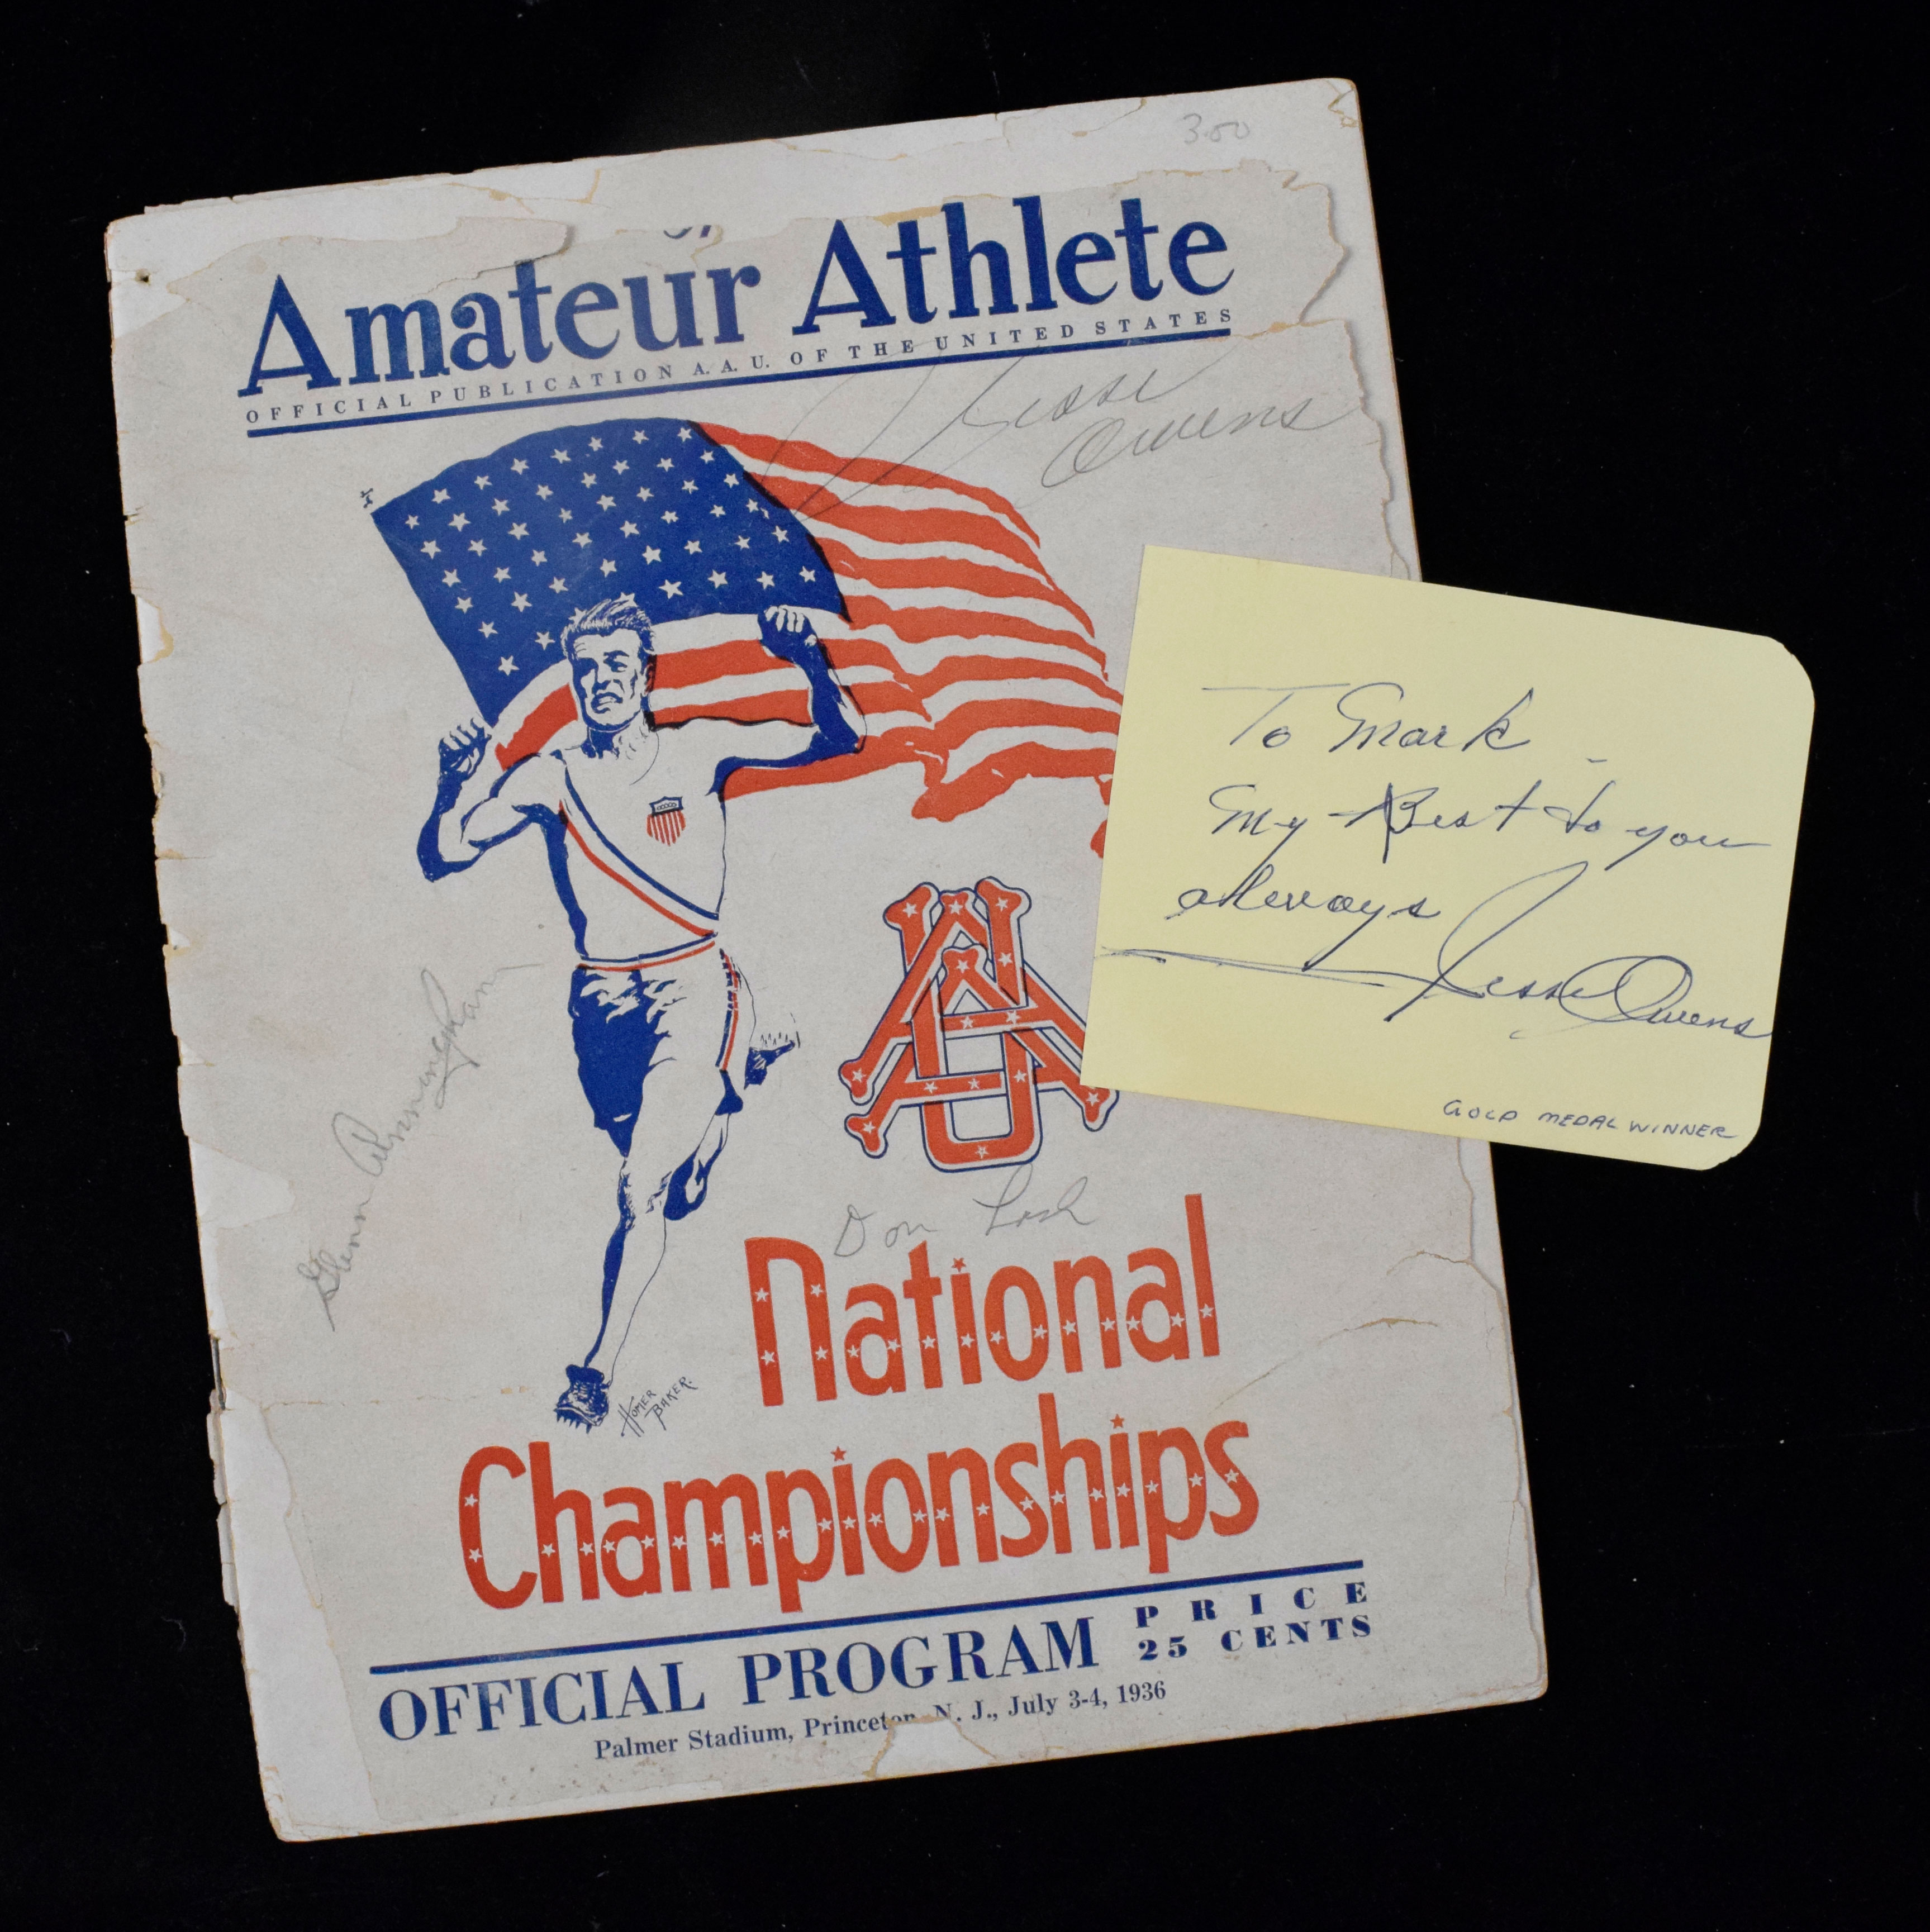 3.00
Amateur Athlete
OFFICIAL PUBLICATION A. A. U. OF THE UNITED STATES
Jesse
Owens
To Mark -
My Best to you
always
Jesse Owens
GOLD MEDAL WINNER
AAU
Glenn Cunningham
Don Lash
HOMER
BAKER.
National
Championships
OFFICIAL PROGRAM
PRICE
25 CENTS
Palmer Stadium, Princeton, N. J., July 3-4, 1936